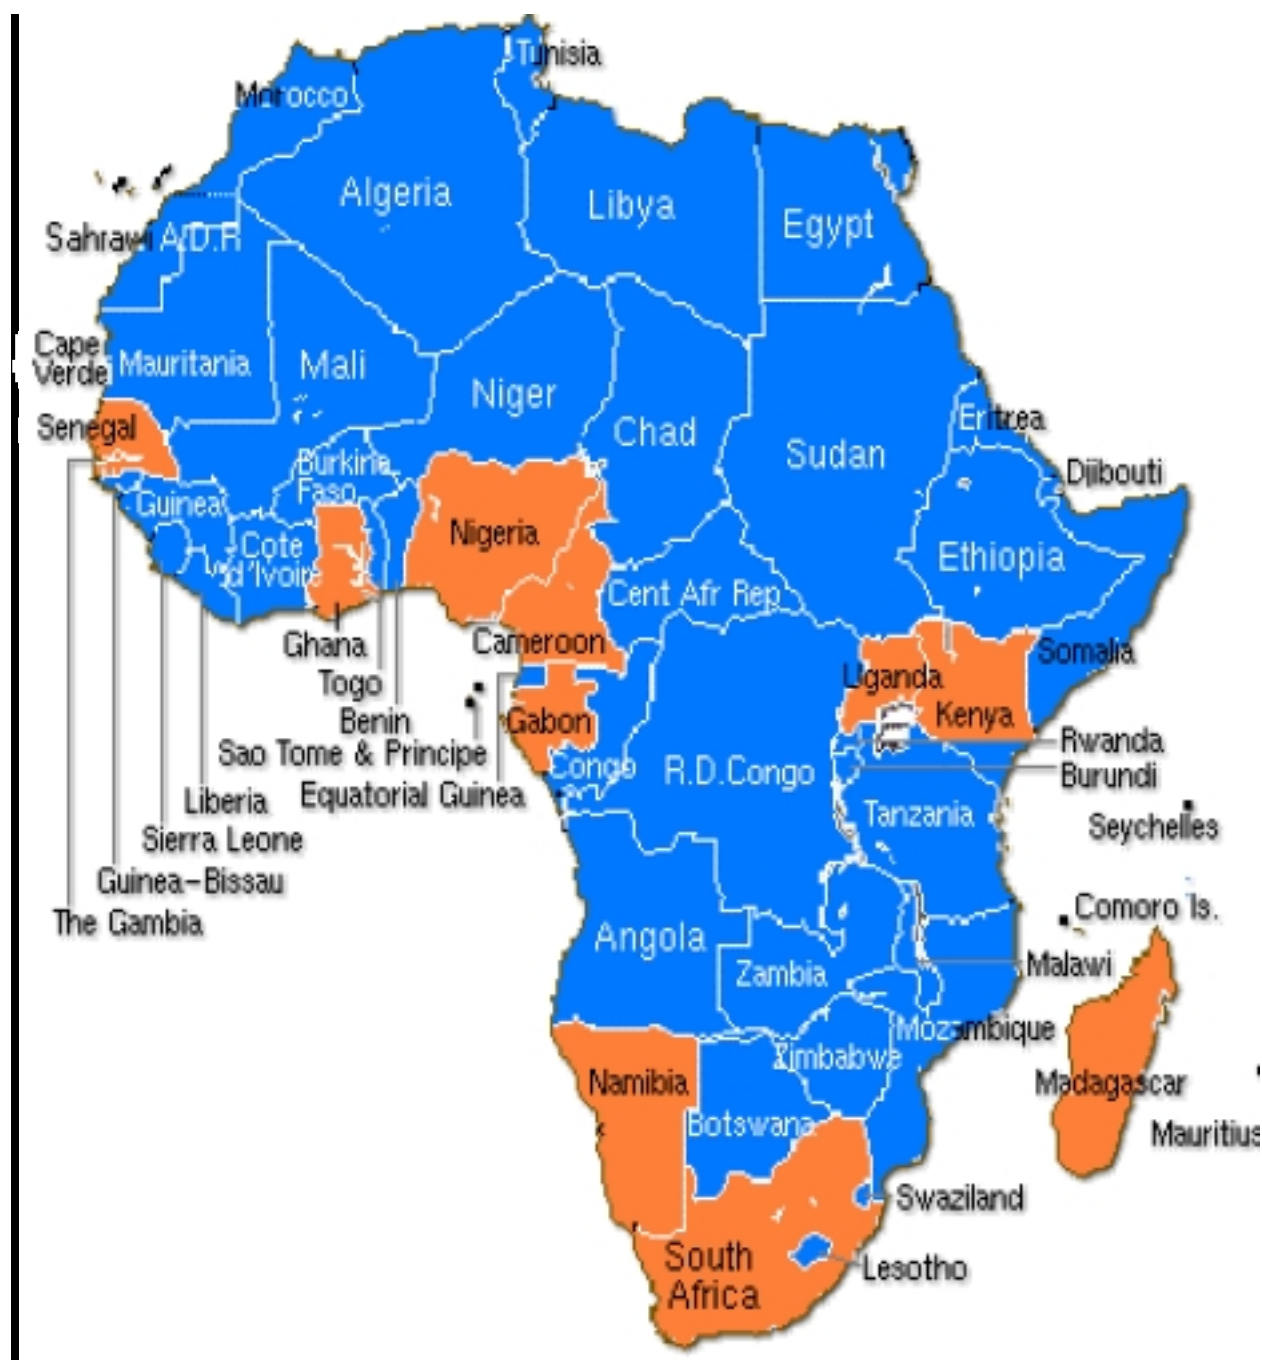 Tunisia
Morocco
Algeria
Libya
Egypt
Sahrawi A.D.R
Cape
Verde
Mauritania
Mali
Niger
Chad
Sudan
Eritrea
Senegal
Djibouti
Burkina
Faso
Guinea
Nigeria
Cote
d'Ivoire
Ethiopia
Cent Afr Rep
Ghana
Cameroon
Somalia
Togo
Uganda
Benin
Gabon
Kenya
Sao Tome & Principe
Rwanda
Congo
R.D.Congo
Burundi
Equatorial Guinea
Liberia
Tanzania
Seychelles
Sierra Leone
Guinea-Bissau
The Gambia
Comoro Is.
Angola
Zambia
Malawi
Mozambique
Zimbabwe
Namibia
Madagascar
Botswana
Mauritius
Swaziland
South
Africa
Lesotho